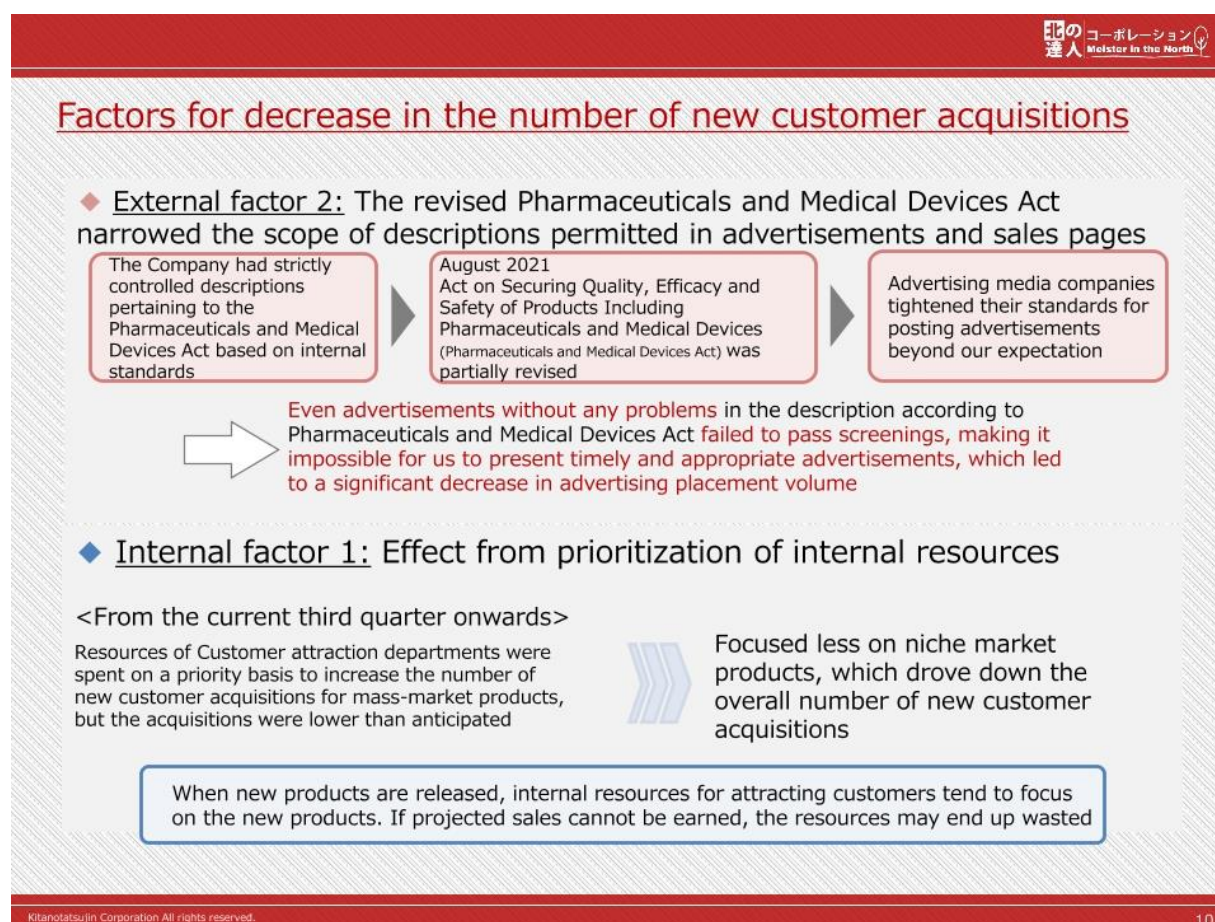 北の
達人
コーポレーション
Meister in the North
Factors for decrease in the number of new customer acquisitions
External factor 2: The revised Pharmaceuticals and Medical Devices Act
narrowed the scope of descriptions permitted in advertisements and sales pages
The Company had strictly
controlled descriptions
pertaining to the
Pharmaceuticals and Medical
Devices Act based on internal
standards
August 2021
Act on Securing Quality, Efficacy and
Safety of Products Including
Pharmaceuticals and Medical Devices
(Pharmaceuticals and Medical Devices Act) was
partially revised
Advertising media companies
tightened their standards for
posting advertisements
beyond our expectation
Even advertisements without any problems in the description according to
Pharmaceuticals and Medical Devices Act failed to pass screenings, making it
impossible for us to present timely and appropriate advertisements, which led
to a significant decrease in advertising placement volume
Internal factor 1: Effect from prioritization of internal resources
<From the current third quarter onwards>
Resources of Customer attraction departments were
spent on a priority basis to increase the number of
new customer acquisitions for mass-market products,
but the acquisitions were lower than anticipated
Focused less on niche market
products, which drove down the
overall number of new customer
acquisitions
When new products are released, internal resources for attracting customers tend to focus
on the new products. If projected sales cannot be earned, the resources may end up wasted
Kitanotatsujin Corporation All rights reserved.
10